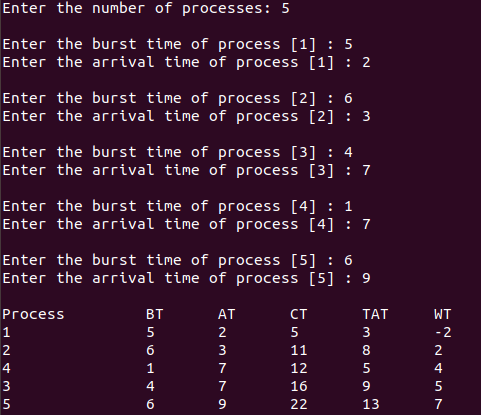 Enter the number of processes: 5
Enter the burst time of process [1] : 5
Enter the arrival time of process [1] : 2
Enter the burst time of process [2] : 6
Enter the arrival time of process [2] : 3
Enter the burst time of process [3] : 4
Enter the arrival time of process [3] : 7
Enter the burst time of process [4] : 1
Enter the arrival time of process [4] : 7
Enter the burst time of process [5] : 6
Enter the arrival time of process [5] : 9
Process BT AT CT TAT WT
1 5 2 5 3 -2
2 6 3 11 8 2
4 1 7 12 5 4
3 4 7 16 9 5
5 6 9 22 13 7